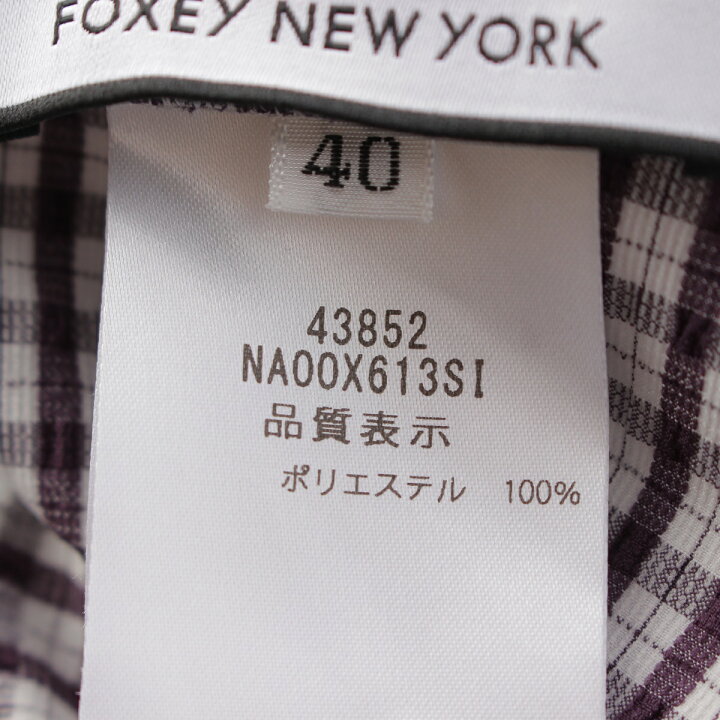 FOXEY NEW YORK
40
43852
NA00X613SI
品質表示
ポリエステル 100%